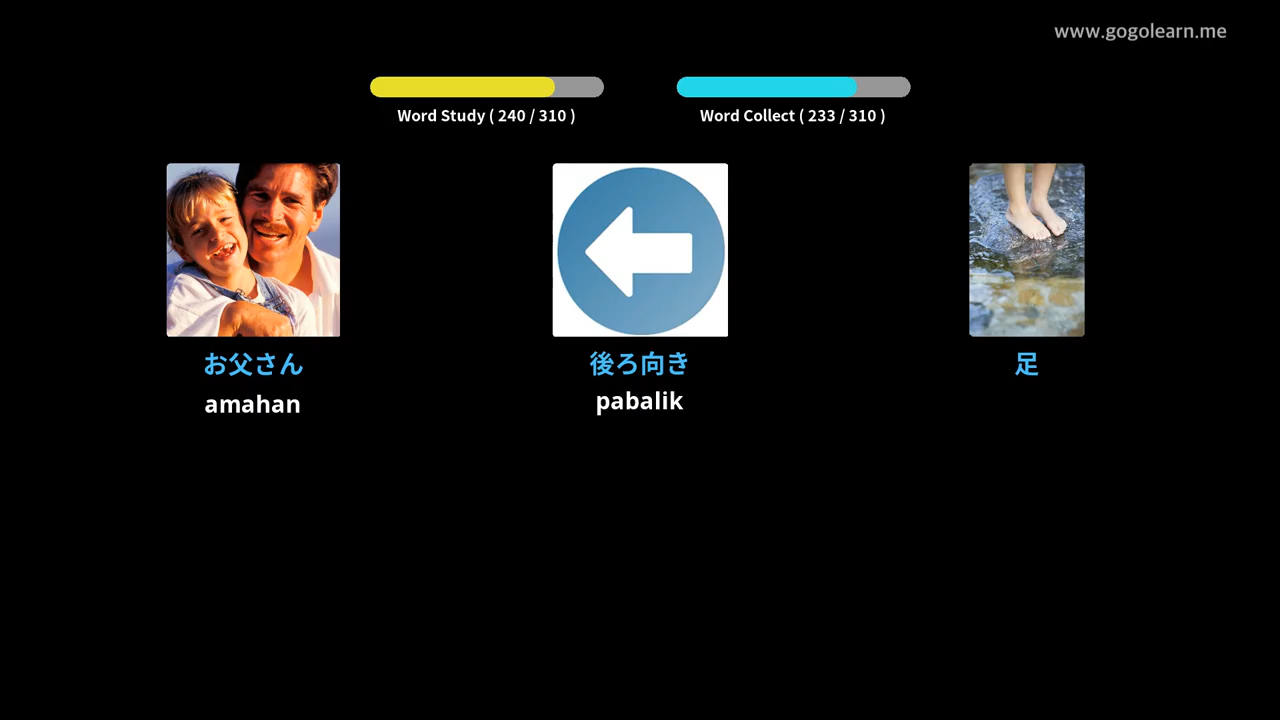 www.gogolearn.me
Word Study ( 240 / 310 )
Word Collect ( 233 / 310 )
お父さん
後ろ向き
足
amahan
pabalik